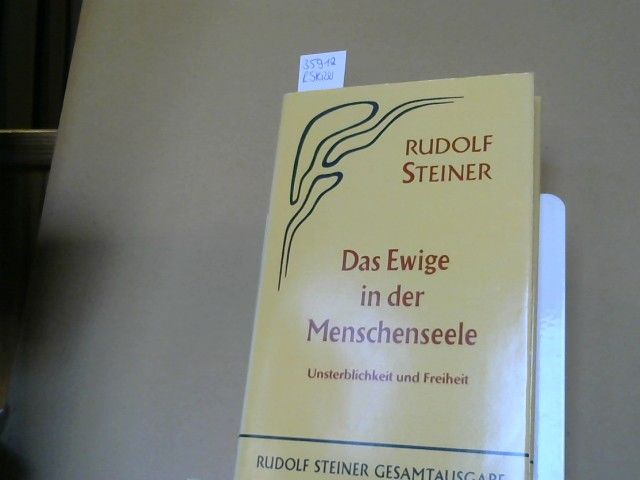 35912
RUDOLF
STEINER
Das Ewige
in der
Menschenseele
Unsterblichkeit und Freiheit
RUDOLF STEINER GESAMTAUSGABE